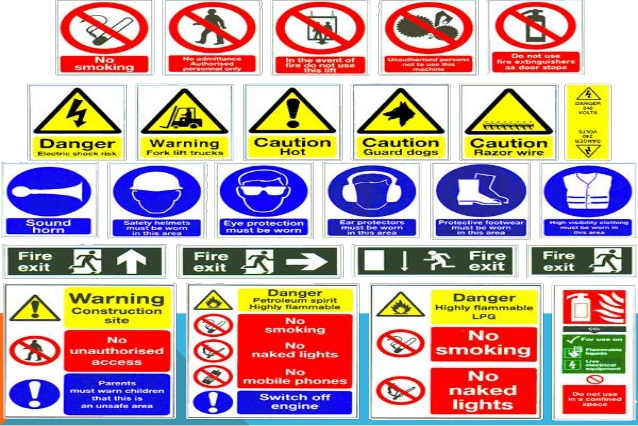 No
smoking
No admittance
Authorised
personnel only
In the event of
fire do not use
this lift
Unauthorised persons
not to use this
machine
Do not use
fire extinguishers
as door stops
Danger
Electric shock risk
Warning
Fork lift trucks
Caution
Hot
Caution
Guard dogs
Caution
Razor wire
DANGER
240
VOLTS
DANGER
240
VOLTS
Sound
horn
Safety helmets
must be worn
in this area
Eye protection
must be worn
in this area
Ear protectors
must be worn
in this area
Protective footwear
must be worn
in this area
High visibility clothing
must be worn in
this area
Fire
exit
Fire
exit
Fire
exit
Fire
exit
Warning
Construction
site
No
unauthorised
access
Parents
must warn children
that this is
an unsafe area
Danger
Petroleum spirit
Highly flammable
No
smoking
No
naked lights
No
mobile phones
Switch off
engine
Danger
Highly flammable
LPG
No
smoking
No
naked
lights
CO₂
For use on
Flammable
liquids
Live
electrical
equipment
Do not use
in a confined
space